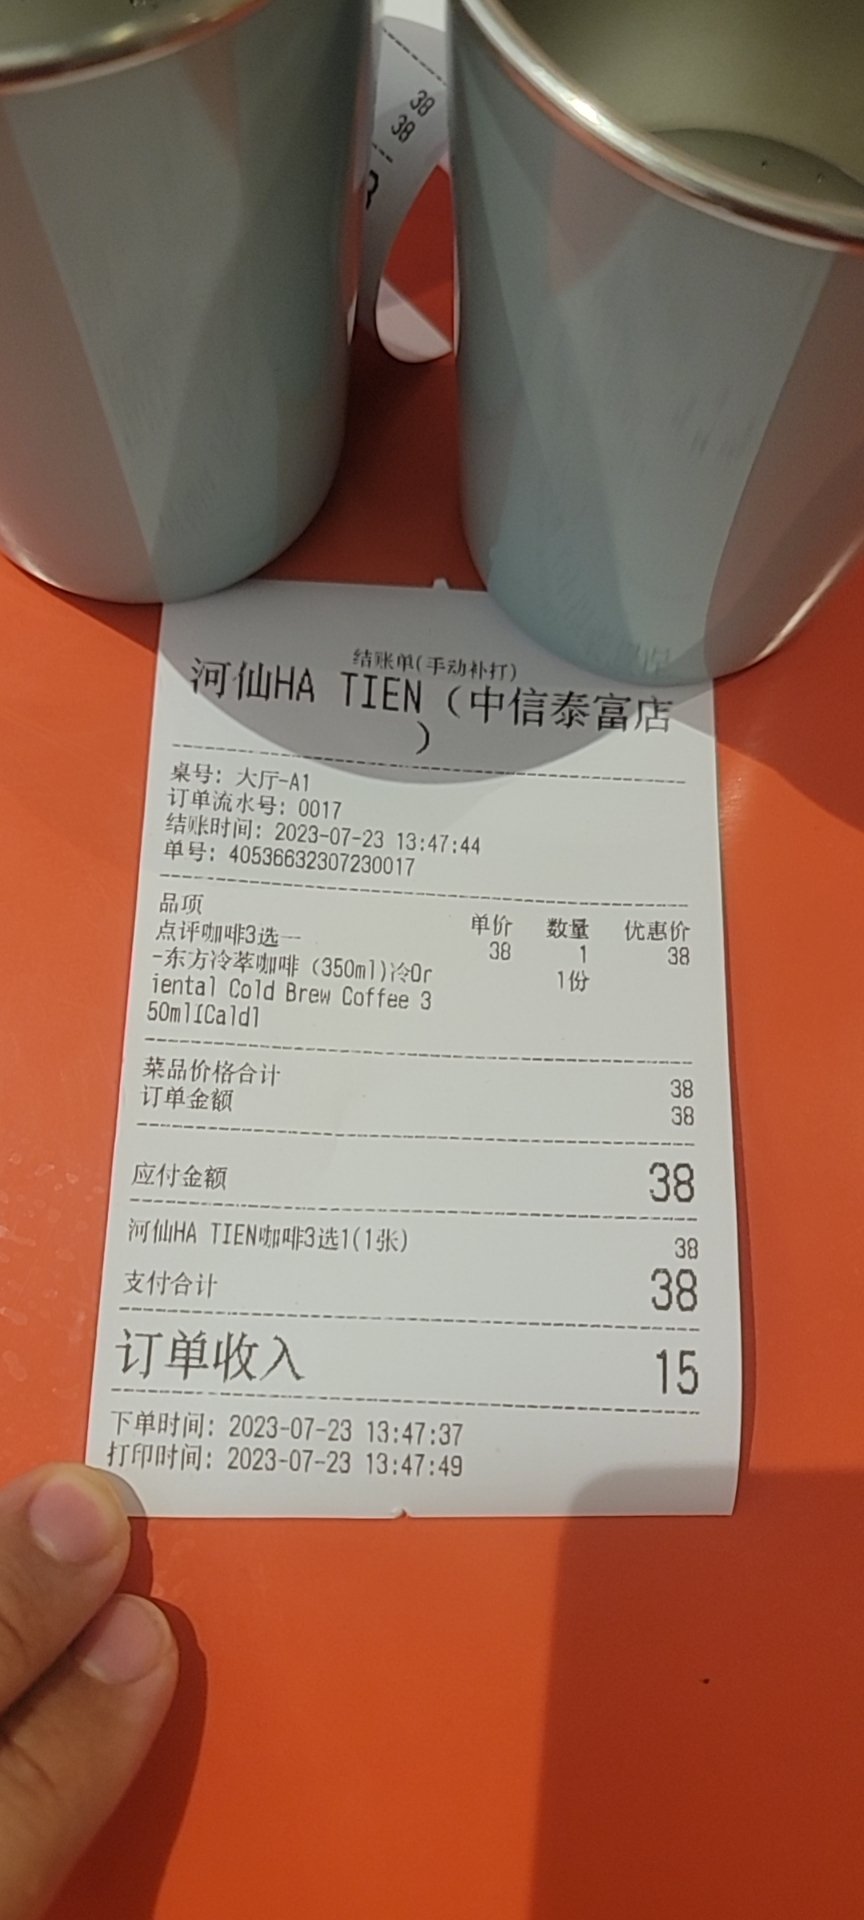 38
38
结账单(手动补打)
河仙HA TIEN（中信泰富店
）
桌号: 大厅-A1
订单流水号: 0017
结账时间: 2023-07-23 13:47:44
单号: 40536632307230017
品项 单价 数量 优惠价
点评咖啡3选一 38 1 38
-东方冷萃咖啡（350ml)冷Or 1份
iental Cold Brew Coffee 3
50ml[Cald]
菜品价格合计 38
订单金额 38
应付金额 38
河仙HA TIEN咖啡3选1(1张) 38
支付合计 38
订单收入 15
下单时间: 2023-07-23 13:47:37
打印时间: 2023-07-23 13:47:49